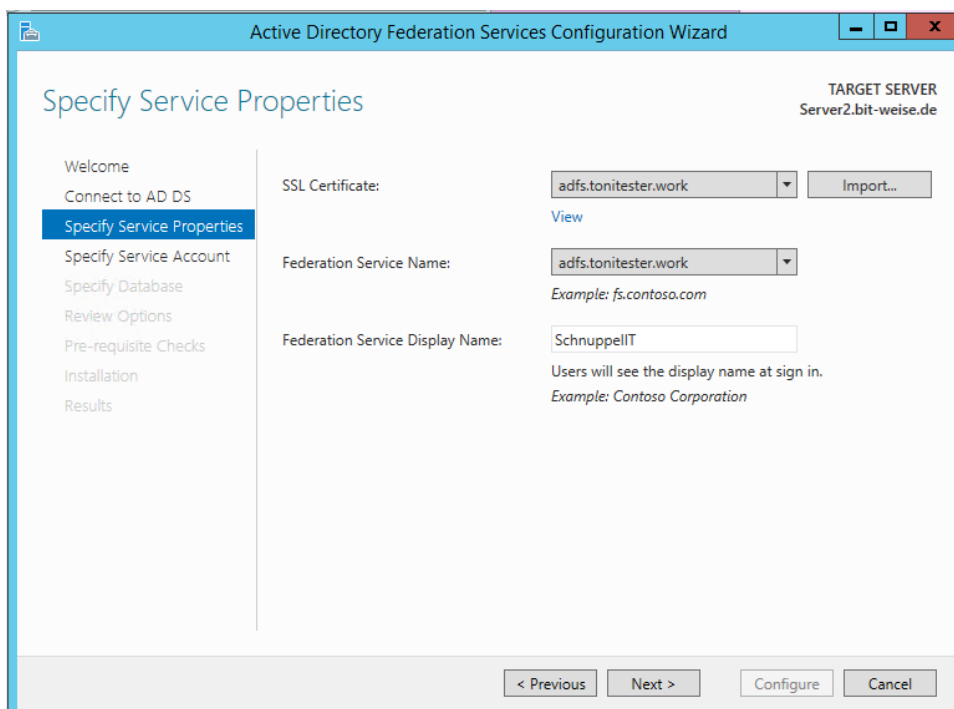 Active Directory Federation Services Configuration Wizard
Specify Service Properties
TARGET SERVER
Server2.bit-weise.de
Welcome
Connect to AD DS
Specify Service Properties
Specify Service Account
Specify Database
Review Options
Pre-requisite Checks
Installation
Results
SSL Certificate:
adfs.tonitester.work
Import...
View
Federation Service Name:
adfs.tonitester.work
Example: fs.contoso.com
Federation Service Display Name:
SchnuppelIT
Users will see the display name at sign in.
Example: Contoso Corporation
< Previous
Next >
Configure
Cancel